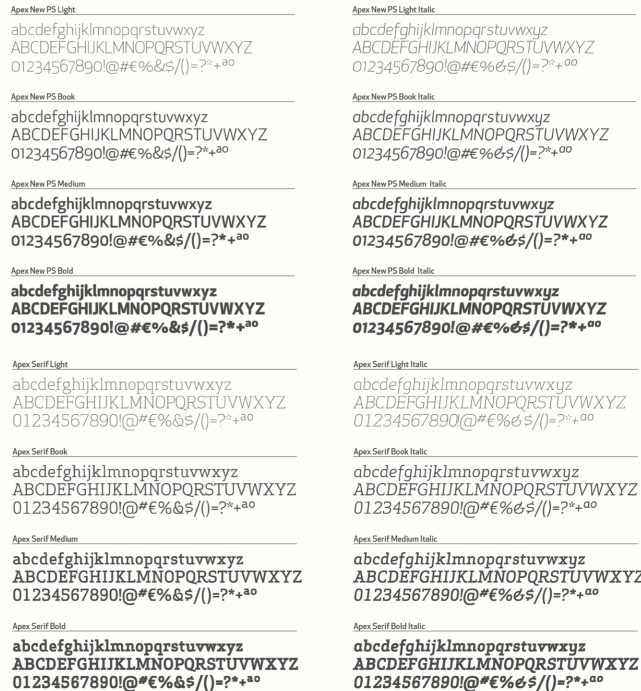 Apex New PS Light
abcdefghijklmnopqrstuvwxyz
ABCDEFGHIJKLMNOPQRSTUVWXYZ
01234567890!@#€%&$/()=?*+ao
Apex New PS Light Italic
abcdefghijklmnopqrstuvwxyz
ABCDEFGHIJKLMNOPQRSTUVWXYZ
01234567890!@#€%&$/()=?*+ao
Apex New PS Book
abcdefghijklmnopqrstuvwxyz
ABCDEFGHIJKLMNOPQRSTUVWXYZ
01234567890!@#€%&$/()=?*+ao
Apex New PS Book Italic
abcdefghijklmnopqrstuvwxyz
ABCDEFGHIJKLMNOPQRSTUVWXYZ
01234567890!@#€%&$/()=?*+ao
Apex New PS Medium
abcdefghijklmnopqrstuvwxyz
ABCDEFGHIJKLMNOPQRSTUVWXYZ
01234567890!@#€%&$/()=?*+ao
Apex New PS Medium Italic
abcdefghijklmnopqrstuvwxyz
ABCDEFGHIJKLMNOPQRSTUVWXYZ
01234567890!@#€%&$/()=?*+ao
Apex New PS Bold
abcdefghijklmnopqrstuvwxyz
ABCDEFGHIJKLMNOPQRSTUVWXYZ
01234567890!@#€%&$/()=?*+ao
Apex New PS Bold Italic
abcdefghijklmnopqrstuvwxyz
ABCDEFGHIJKLMNOPQRSTUVWXYZ
01234567890!@#€%&$/()=?*+ao
Apex Serif Light
abcdefghijklmnopqrstuvwxyz
ABCDEFGHIJKLMNOPQRSTUVWXYZ
01234567890!@#€%&$/()=?*+ao
Apex Serif Light Italic
abcdefghijklmnopqrstuvwxyz
ABCDEFGHIJKLMNOPQRSTUVWXYZ
01234567890!@#€%&$/()=?*+ao
Apex Serif Book
abcdefghijklmnopqrstuvwxyz
ABCDEFGHIJKLMNOPQRSTUVWXYZ
01234567890!@#€%&$/()=?*+ao
Apex Serif Book Italic
abcdefghijklmnopqrstuvwxyz
ABCDEFGHIJKLMNOPQRSTUVWXYZ
01234567890!@#€%&$/()=?*+ao
Apex Serif Medium
abcdefghijklmnopqrstuvwxyz
ABCDEFGHIJKLMNOPQRSTUVWXYZ
01234567890!@#€%&$/()=?*+ao
Apex Serif Medium Italic
abcdefghijklmnopqrstuvwxyz
ABCDEFGHIJKLMNOPQRSTUVWXYZ
01234567890!@#€%&$/()=?*+ao
Apex Serif Bold
abcdefghijklmnopqrstuvwxyz
ABCDEFGHIJKLMNOPQRSTUVWXYZ
01234567890!@#€%&$/()=?*+ao
Apex Serif Bold Italic
abcdefghijklmnopqrstuvwxyz
ABCDEFGHIJKLMNOPQRSTUVWXYZ
01234567890!@#€%&$/()=?*+ao